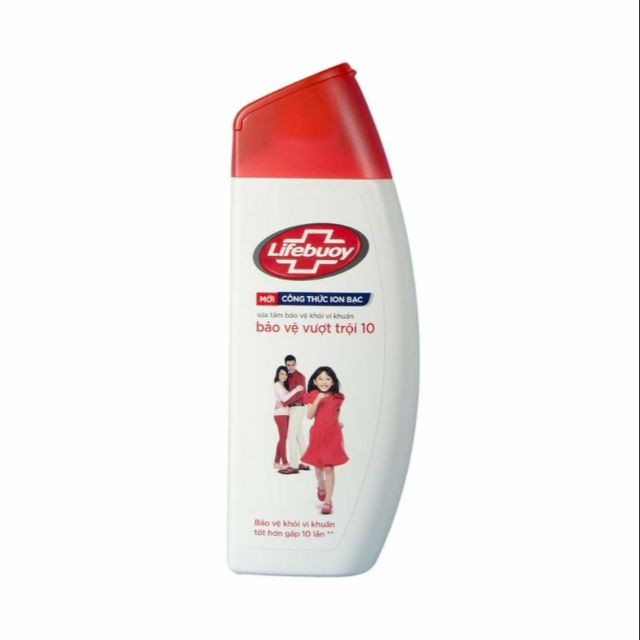 Lifebuoy
MỚI CÔNG THỨC ION BẠC
sữa tắm bảo vệ khỏi vi khuẩn
bảo vệ vượt trội 10
Bảo vệ khỏi vi khuẩn
tốt hơn gấp 10 lần **